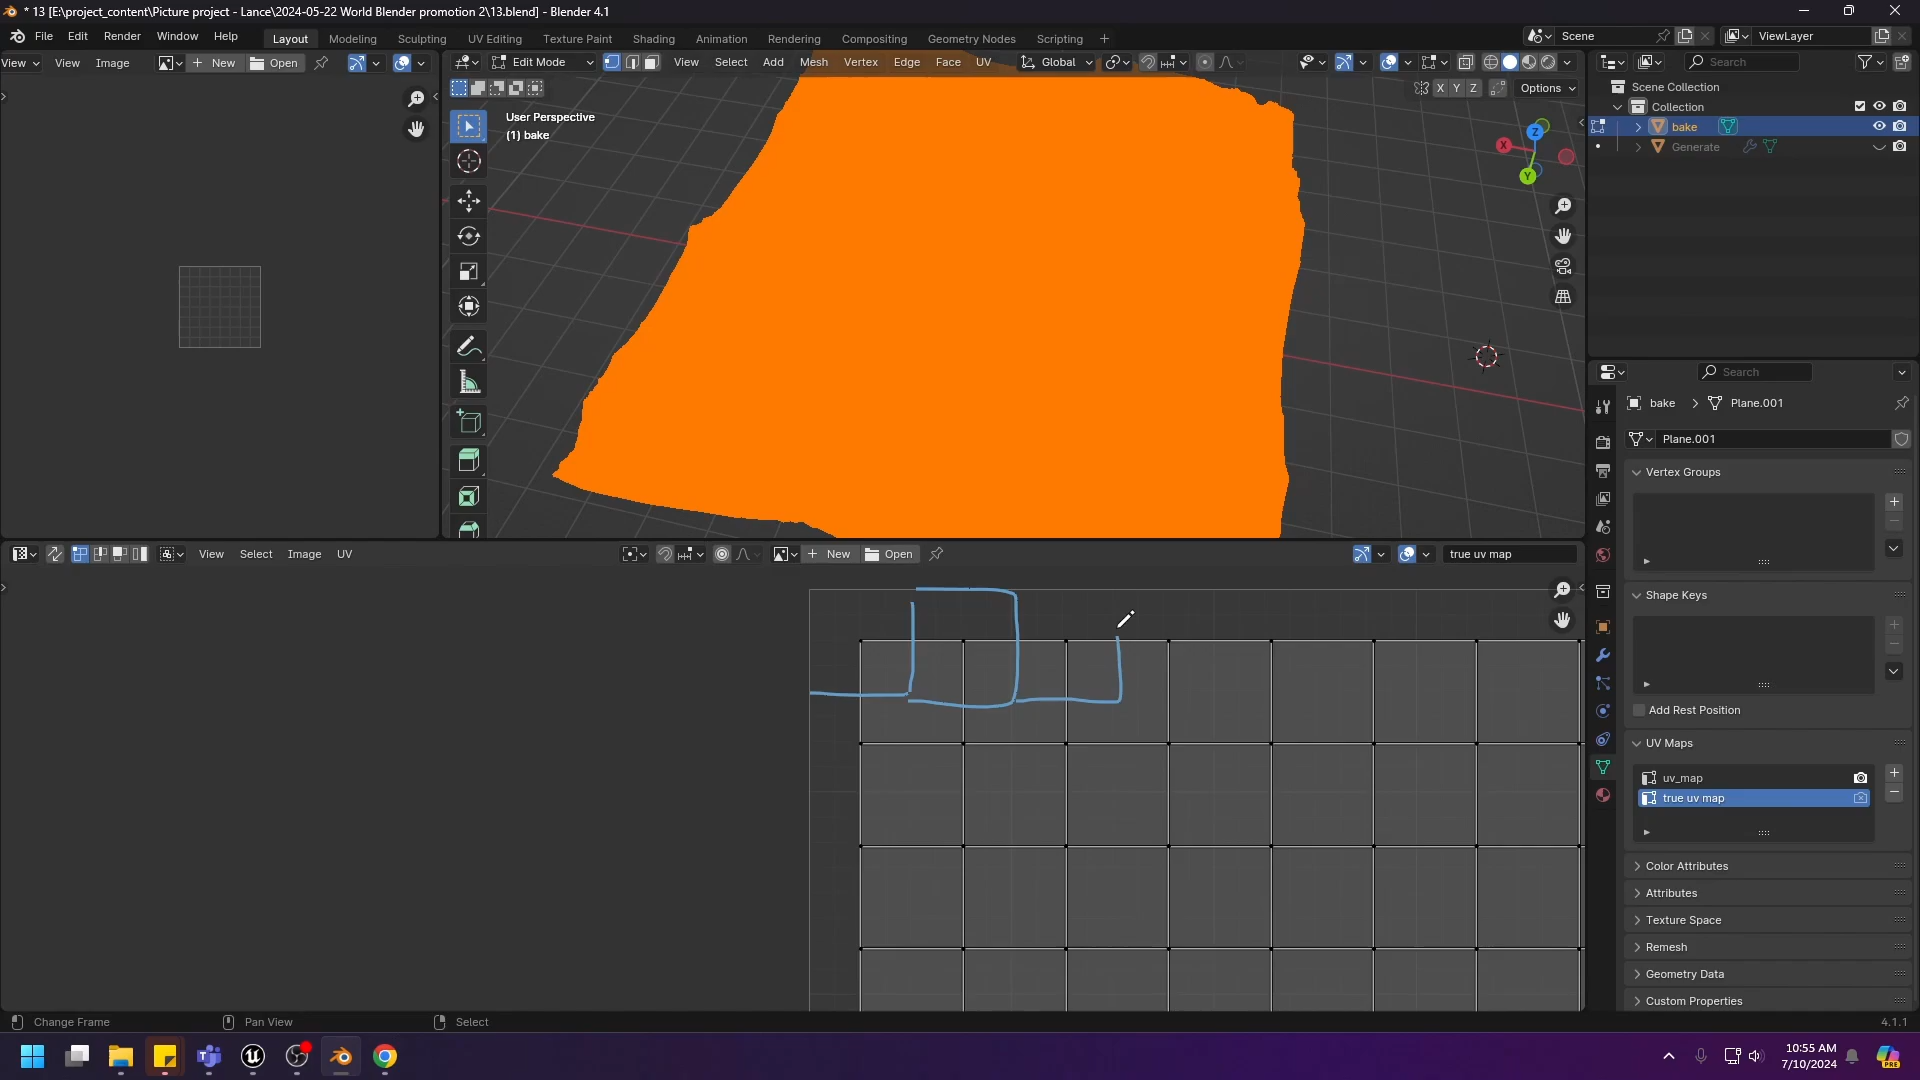 * 13 [E:\project_content\Picture project - Lance\2024-05-22 World Blender promotion 2\13.blend] - Blender 4.1
File Edit Render Window Help Layout Modeling Sculpting UV Editing Texture Paint Shading Animation Rendering Compositing Geometry Nodes Scripting + Scene ViewLayer
View View Image New Open Edit Mode View Select Add Mesh Vertex Edge Face UV Global Search
X Y Z Options
Scene Collection
Collection
bake
Generate
User Perspective
(1) bake
Z
X
Y
Search
bake > Plane.001
Plane.001
Vertex Groups
View Select Image UV New Open true uv map
Shape Keys
Add Rest Position
UV Maps
uv_map
true uv map
Color Attributes
Attributes
Texture Space
Remesh
Geometry Data
Custom Properties
Change Frame Pan View Select 4.1.1
10:55 AM
7/10/2024
PRE